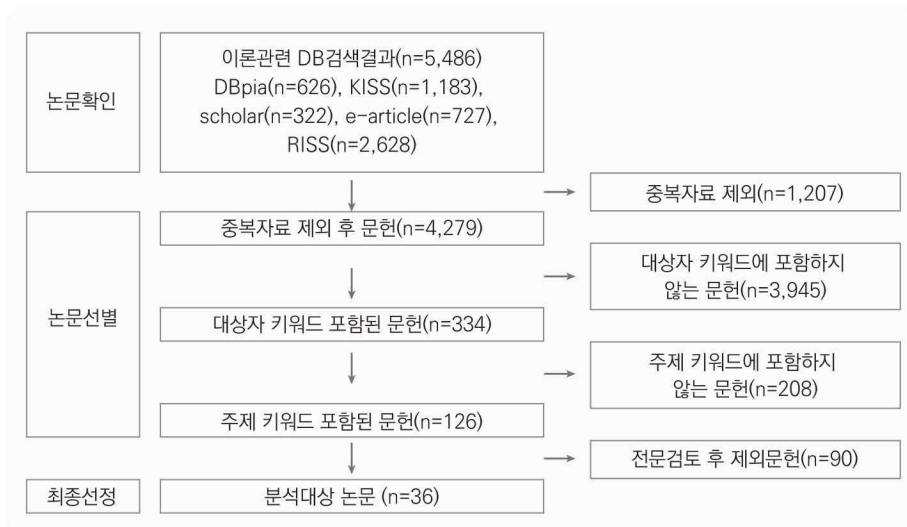 논문확인
이론관련 DB검색결과(n=5,486)
DBpia(n=626), KISS(n=1,183),
scholar(n=322), e-article(n=727),
RISS(n=2,628)
중복자료 제외(n=1,207)
논문선별
중복자료 제외 후 문헌(n=4,279)
대상자 키워드에 포함하지
않는 문헌(n=3,945)
대상자 키워드 포함된 문헌(n=334)
주제 키워드에 포함하지
않는 문헌(n=208)
주제 키워드 포함된 문헌(n=126)
전문검토 후 제외문헌(n=90)
최종선정
분석대상 논문 (n=36)